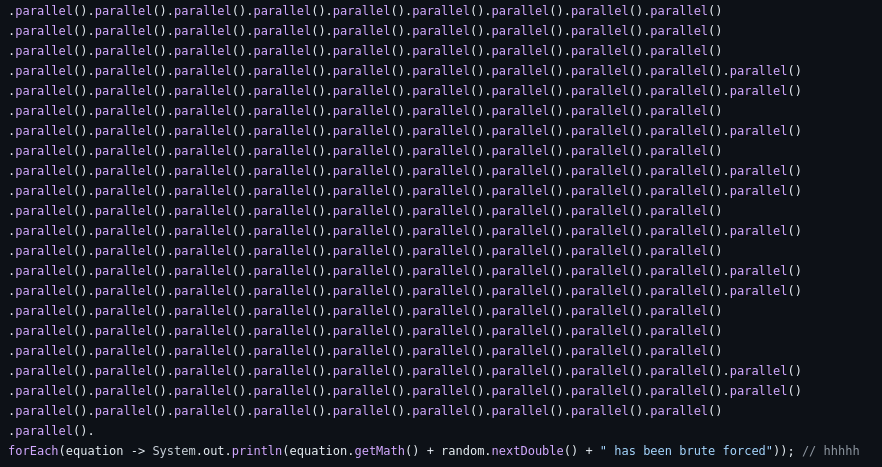 .parallel().parallel().parallel().parallel().parallel().parallel().parallel().parallel().parallel()
.parallel().parallel().parallel().parallel().parallel().parallel().parallel().parallel().parallel()
.parallel().parallel().parallel().parallel().parallel().parallel().parallel().parallel().parallel()
.parallel().parallel().parallel().parallel().parallel().parallel().parallel().parallel().parallel().parallel()
.parallel().parallel().parallel().parallel().parallel().parallel().parallel().parallel().parallel().parallel()
.parallel().parallel().parallel().parallel().parallel().parallel().parallel().parallel().parallel()
.parallel().parallel().parallel().parallel().parallel().parallel().parallel().parallel().parallel().parallel()
.parallel().parallel().parallel().parallel().parallel().parallel().parallel().parallel().parallel()
.parallel().parallel().parallel().parallel().parallel().parallel().parallel().parallel().parallel().parallel()
.parallel().parallel().parallel().parallel().parallel().parallel().parallel().parallel().parallel().parallel()
.parallel().parallel().parallel().parallel().parallel().parallel().parallel().parallel().parallel()
.parallel().parallel().parallel().parallel().parallel().parallel().parallel().parallel().parallel().parallel()
.parallel().parallel().parallel().parallel().parallel().parallel().parallel().parallel().parallel()
.parallel().parallel().parallel().parallel().parallel().parallel().parallel().parallel().parallel().parallel()
.parallel().parallel().parallel().parallel().parallel().parallel().parallel().parallel().parallel().parallel()
.parallel().parallel().parallel().parallel().parallel().parallel().parallel().parallel().parallel()
.parallel().parallel().parallel().parallel().parallel().parallel().parallel().parallel().parallel()
.parallel().parallel().parallel().parallel().parallel().parallel().parallel().parallel().parallel()
.parallel().parallel().parallel().parallel().parallel().parallel().parallel().parallel().parallel().parallel()
.parallel().parallel().parallel().parallel().parallel().parallel().parallel().parallel().parallel().parallel()
.parallel().parallel().parallel().parallel().parallel().parallel().parallel().parallel().parallel()
.parallel().
forEach(equation -> System.out.println(equation.getMath() + random.nextDouble() + " has been brute forced")); // hhhhh